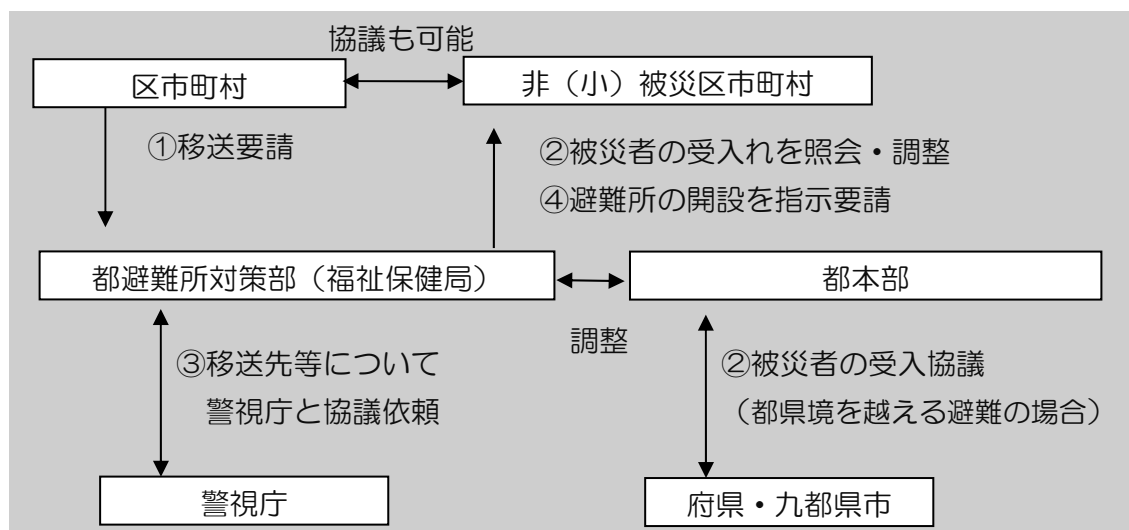 協議も可能
区市町村
非（小）被災区市町村
①移送要請
②被災者の受入れを照会・調整
④避難所の開設を指示要請
都避難所対策部（福祉保健局）
都本部
調整
③移送先等について
警視庁と協議依頼
②被災者の受入協議
（都県境を越える避難の場合）
警視庁
府県・九都県市